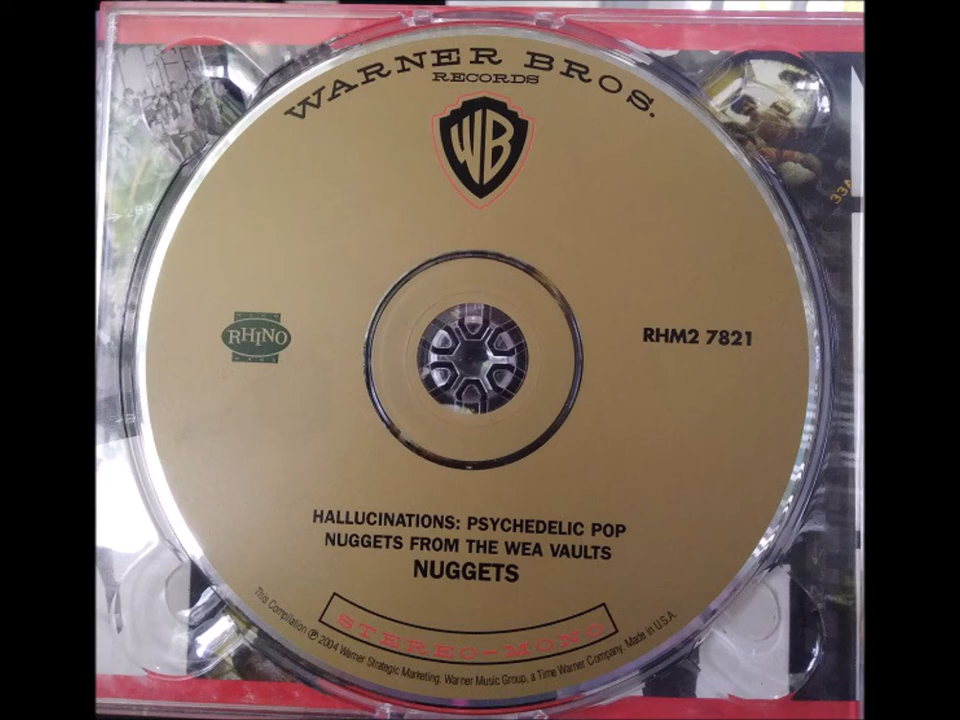 WARNER BROS.
RECORDS
WB
RHINO
RHM2 7821
HALLUCINATIONS: PSYCHEDELIC POP
NUGGETS FROM THE WEA VAULTS
NUGGETS
STEREO-MONO
This Compilation ℗ 2004 Warner Strategic Marketing. Warner Music Group, a Time Warner Company. Made in U.S.A.